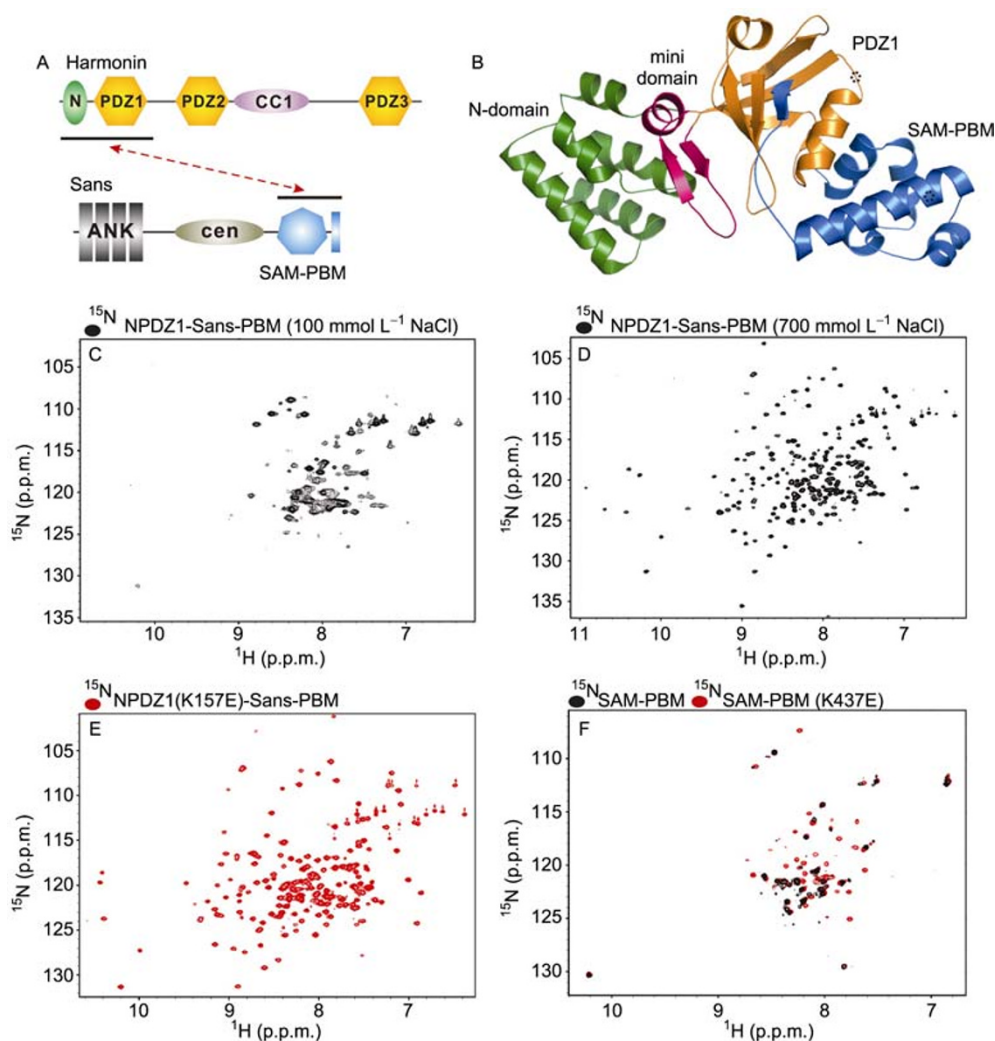 A
Harmonin
N PDZ1 PDZ2 CC1 PDZ3
Sans
ANK cen
SAM-PBM
B
N-domain
mini
domain
PDZ1
SAM-PBM
15N NPDZ1-Sans-PBM (100 mmol L−1 NaCl)
C
105
110
115
120
125
130
135
15N (p.p.m.)
10 9 8 7
1H (p.p.m.)
15N NPDZ1-Sans-PBM (700 mmol L−1 NaCl)
D
105
110
115
120
125
130
135
15N (p.p.m.)
11 10 9 8 7
1H (p.p.m.)
15N NPDZ1(K157E)-Sans-PBM
E
105
110
115
120
125
130
15N (p.p.m.)
10 9 8 7
1H (p.p.m.)
15N SAM-PBM 15N SAM-PBM (K437E)
F
110
115
120
125
130
15N (p.p.m.)
10 9 8 7
1H (p.p.m.)